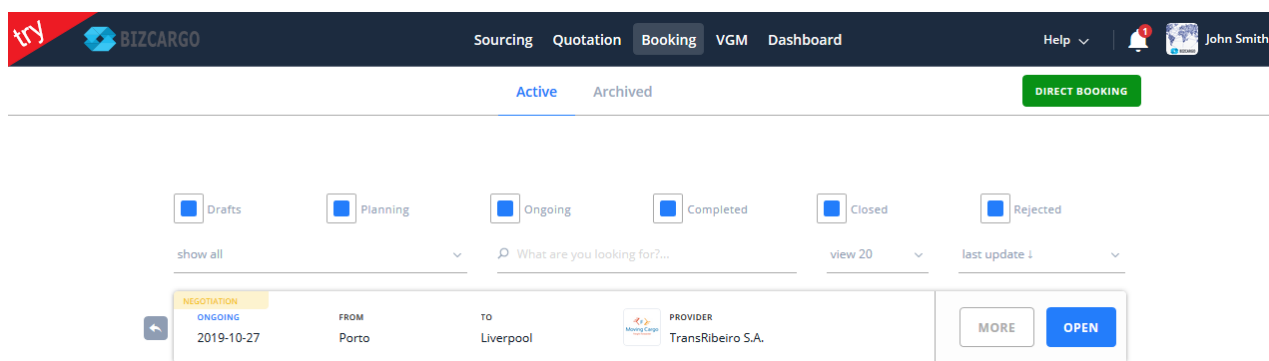 try
BIZCARGO
Sourcing Quotation Booking VGM Dashboard
Help
1
John Smith
Active Archived
DIRECT BOOKING
Drafts Planning Ongoing Completed Closed Rejected
show all
What are you looking for?...
view 20
last update ↓
NEGOTIATION
ONGOING FROM TO PROVIDER
2019-10-27 Porto Liverpool Moving Cargo TransRibeiro S.A.
MORE OPEN